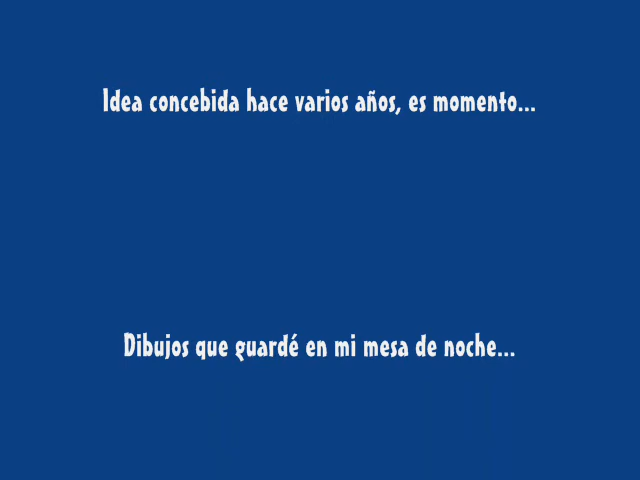 Idea concebida hace varios años, es momento...
Dibujos que guardé en mi mesa de noche...